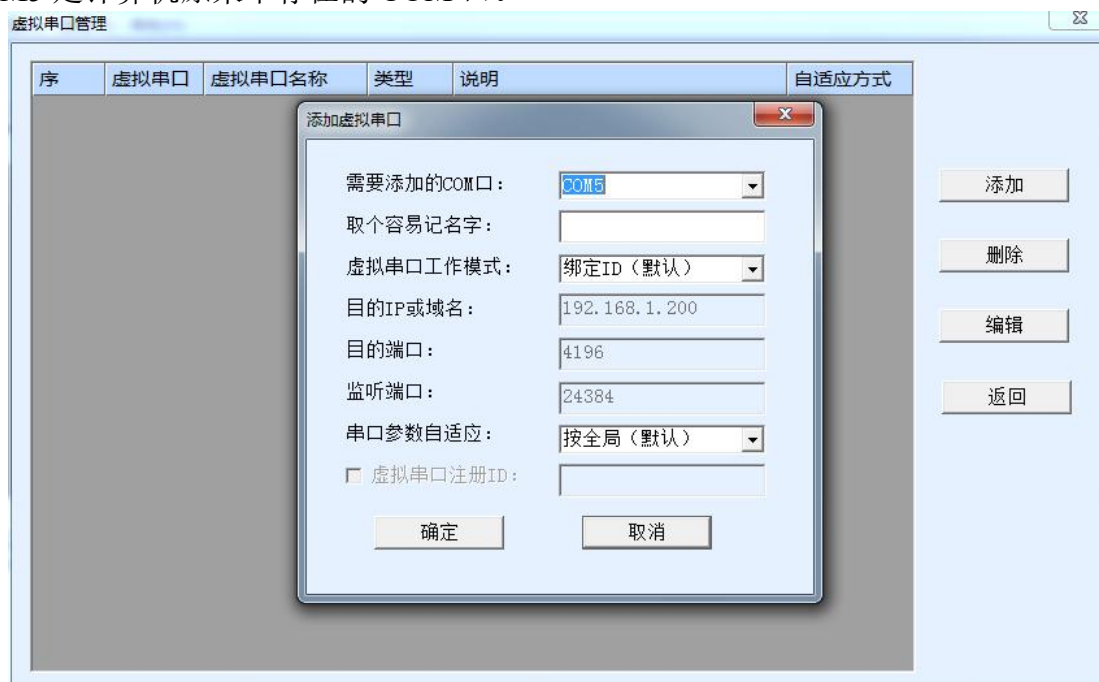 虚拟串口管理
序 虚拟串口 虚拟串口名称 类型 说明 自适应方式
添加虚拟串口
需要添加的COM口: COM5
取个容易记名字:
虚拟串口工作模式: 绑定ID（默认）
目的IP或域名: 192.168.1.200
目的端口: 4196
监听端口: 24384
串口参数自适应: 按全局（默认）
虚拟串口注册ID:
确定 取消
添加
删除
编辑
返回